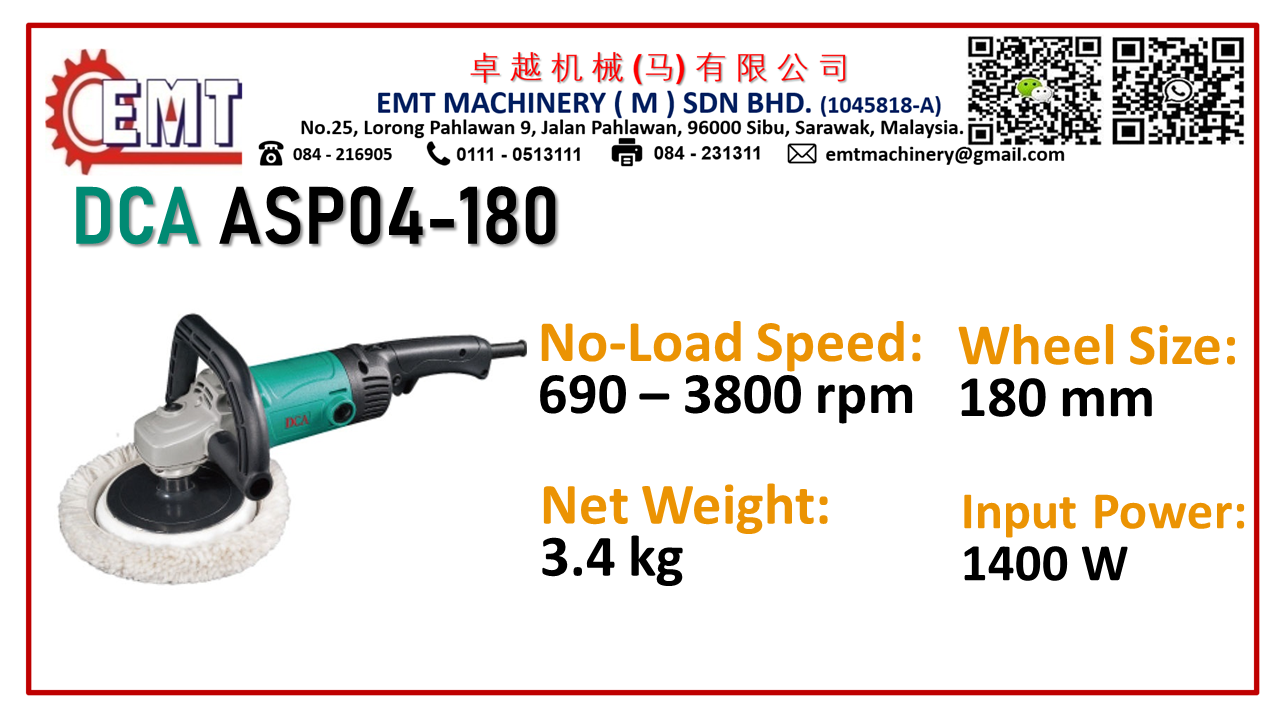 EMT
卓越机械(马)有限公司
EMT MACHINERY ( M ) SDN BHD. (1045818-A)
No.25, Lorong Pahlawan 9, Jalan Pahlawan, 96000 Sibu, Sarawak, Malaysia.
084 - 216905 0111 - 0513111 084 - 231311 emtmachinery@gmail.com
DCA ASP04-180
No-Load Speed: Wheel Size:
690 – 3800 rpm 180 mm
DCA
Net Weight: Input Power:
3.4 kg 1400 W